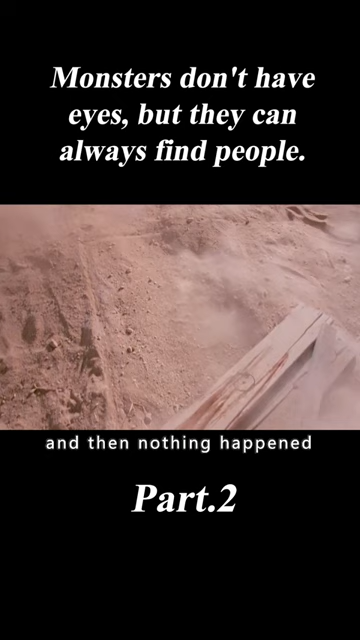 Monsters don't have
eyes, but they can
always find people.
and then nothing happened
Part.2